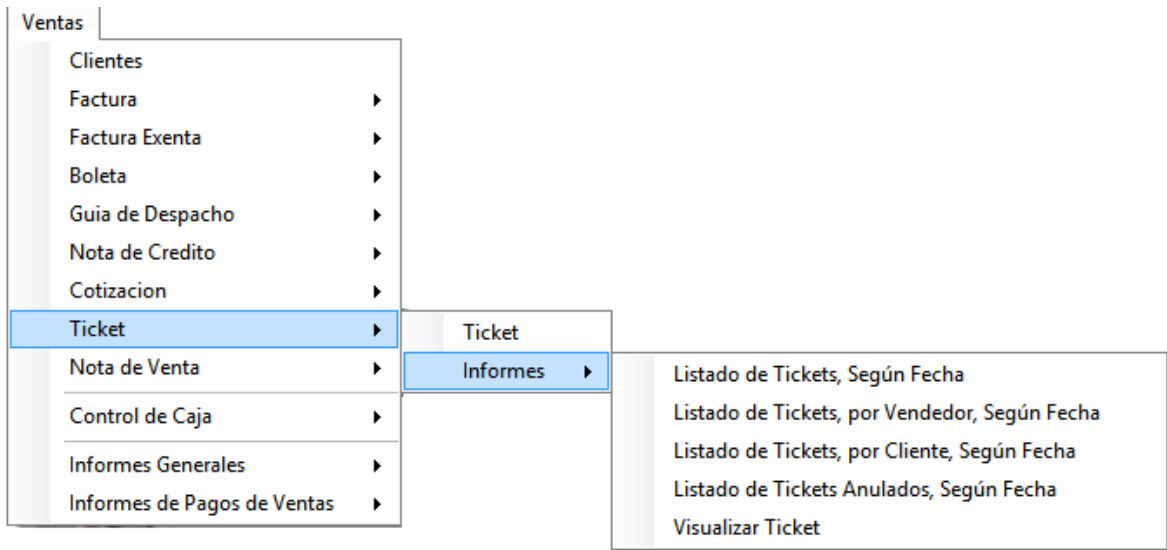 Ventas
Clientes
Factura
Factura Exenta
Boleta
Guia de Despacho
Nota de Credito
Cotizacion
Ticket
Nota de Venta
Control de Caja
Informes Generales
Informes de Pagos de Ventas
Ticket
Informes
Listado de Tickets, Según Fecha
Listado de Tickets, por Vendedor, Según Fecha
Listado de Tickets, por Cliente, Según Fecha
Listado de Tickets Anulados, Según Fecha
Visualizar Ticket